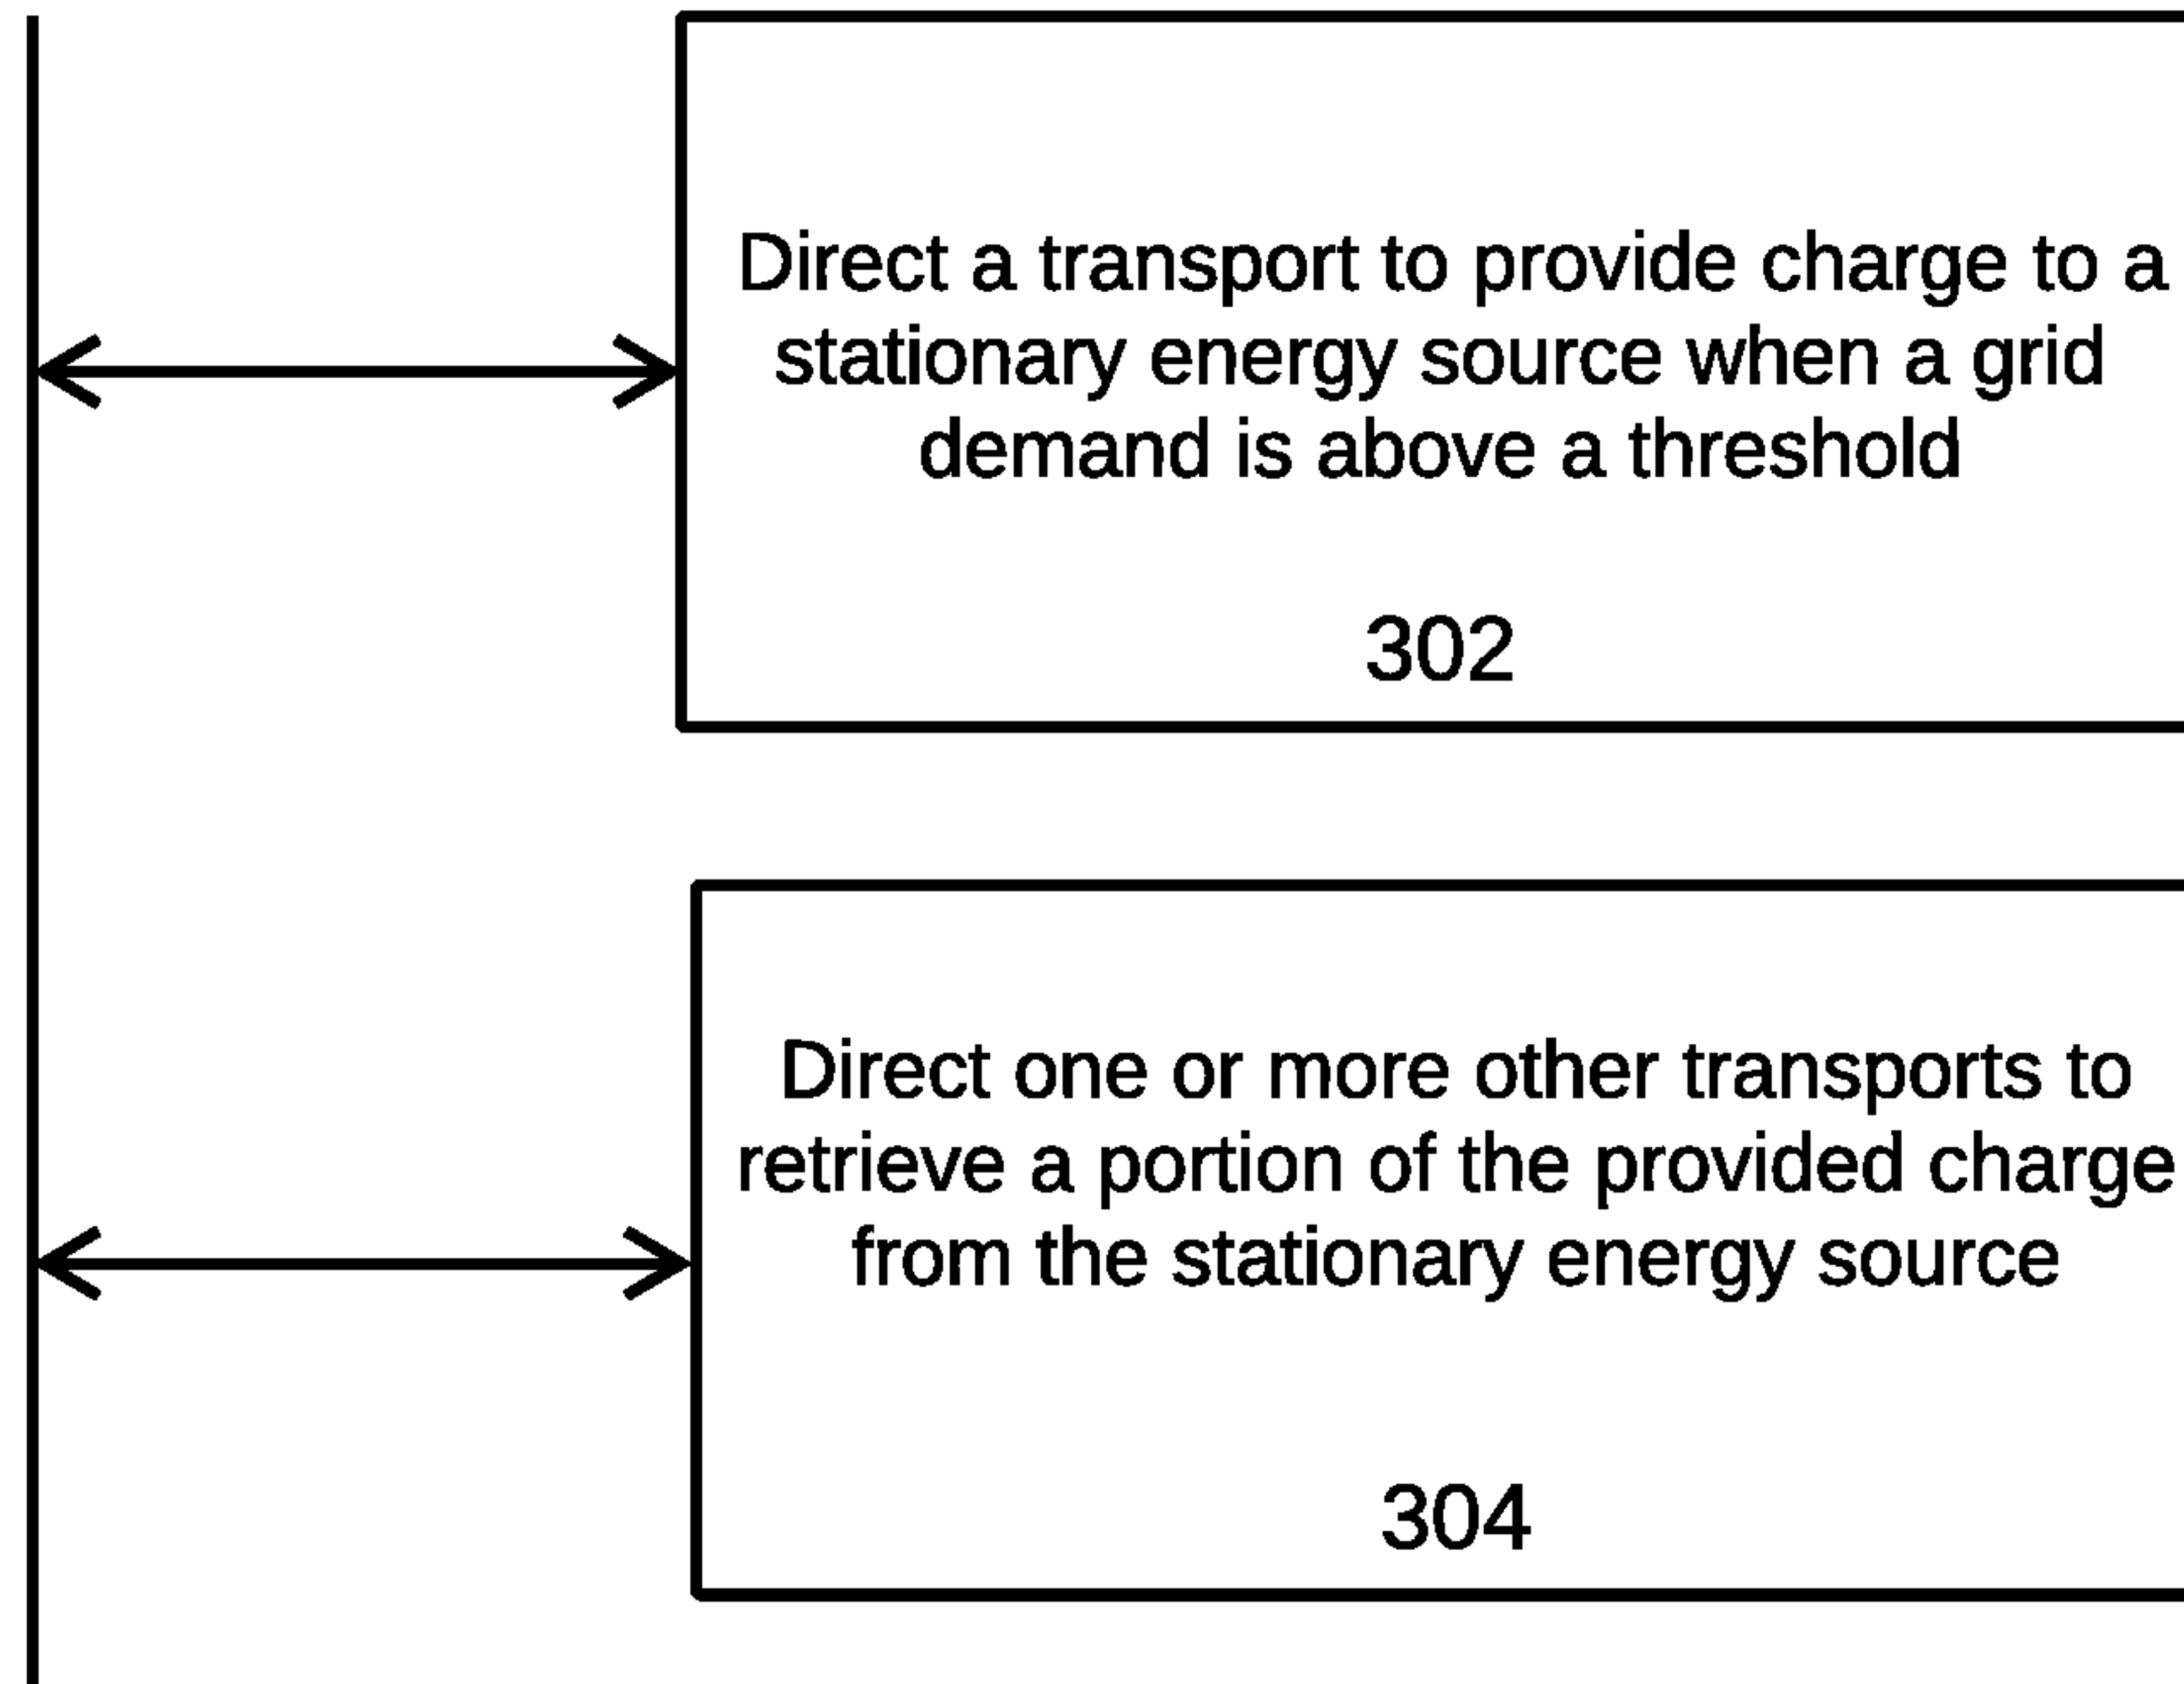 Direct a transport to provide charge to a
stationary energy source when a grid
demand is above a threshold
302
Direct one or more other transports to
retrieve a portion of the provided charge
from the stationary energy source
304